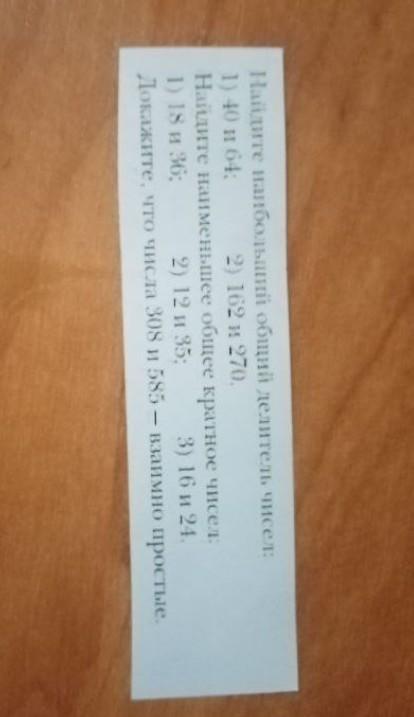 Найдите наибольший общий делитель чисел:
1) 40 и 64; 2) 162 и 270.
Найдите наименьшее общее кратное чисел:
1) 18 и 36; 2) 12 и 35; 3) 16 и 24.
Докажите, что числа 308 и 585 – взаимно простые.